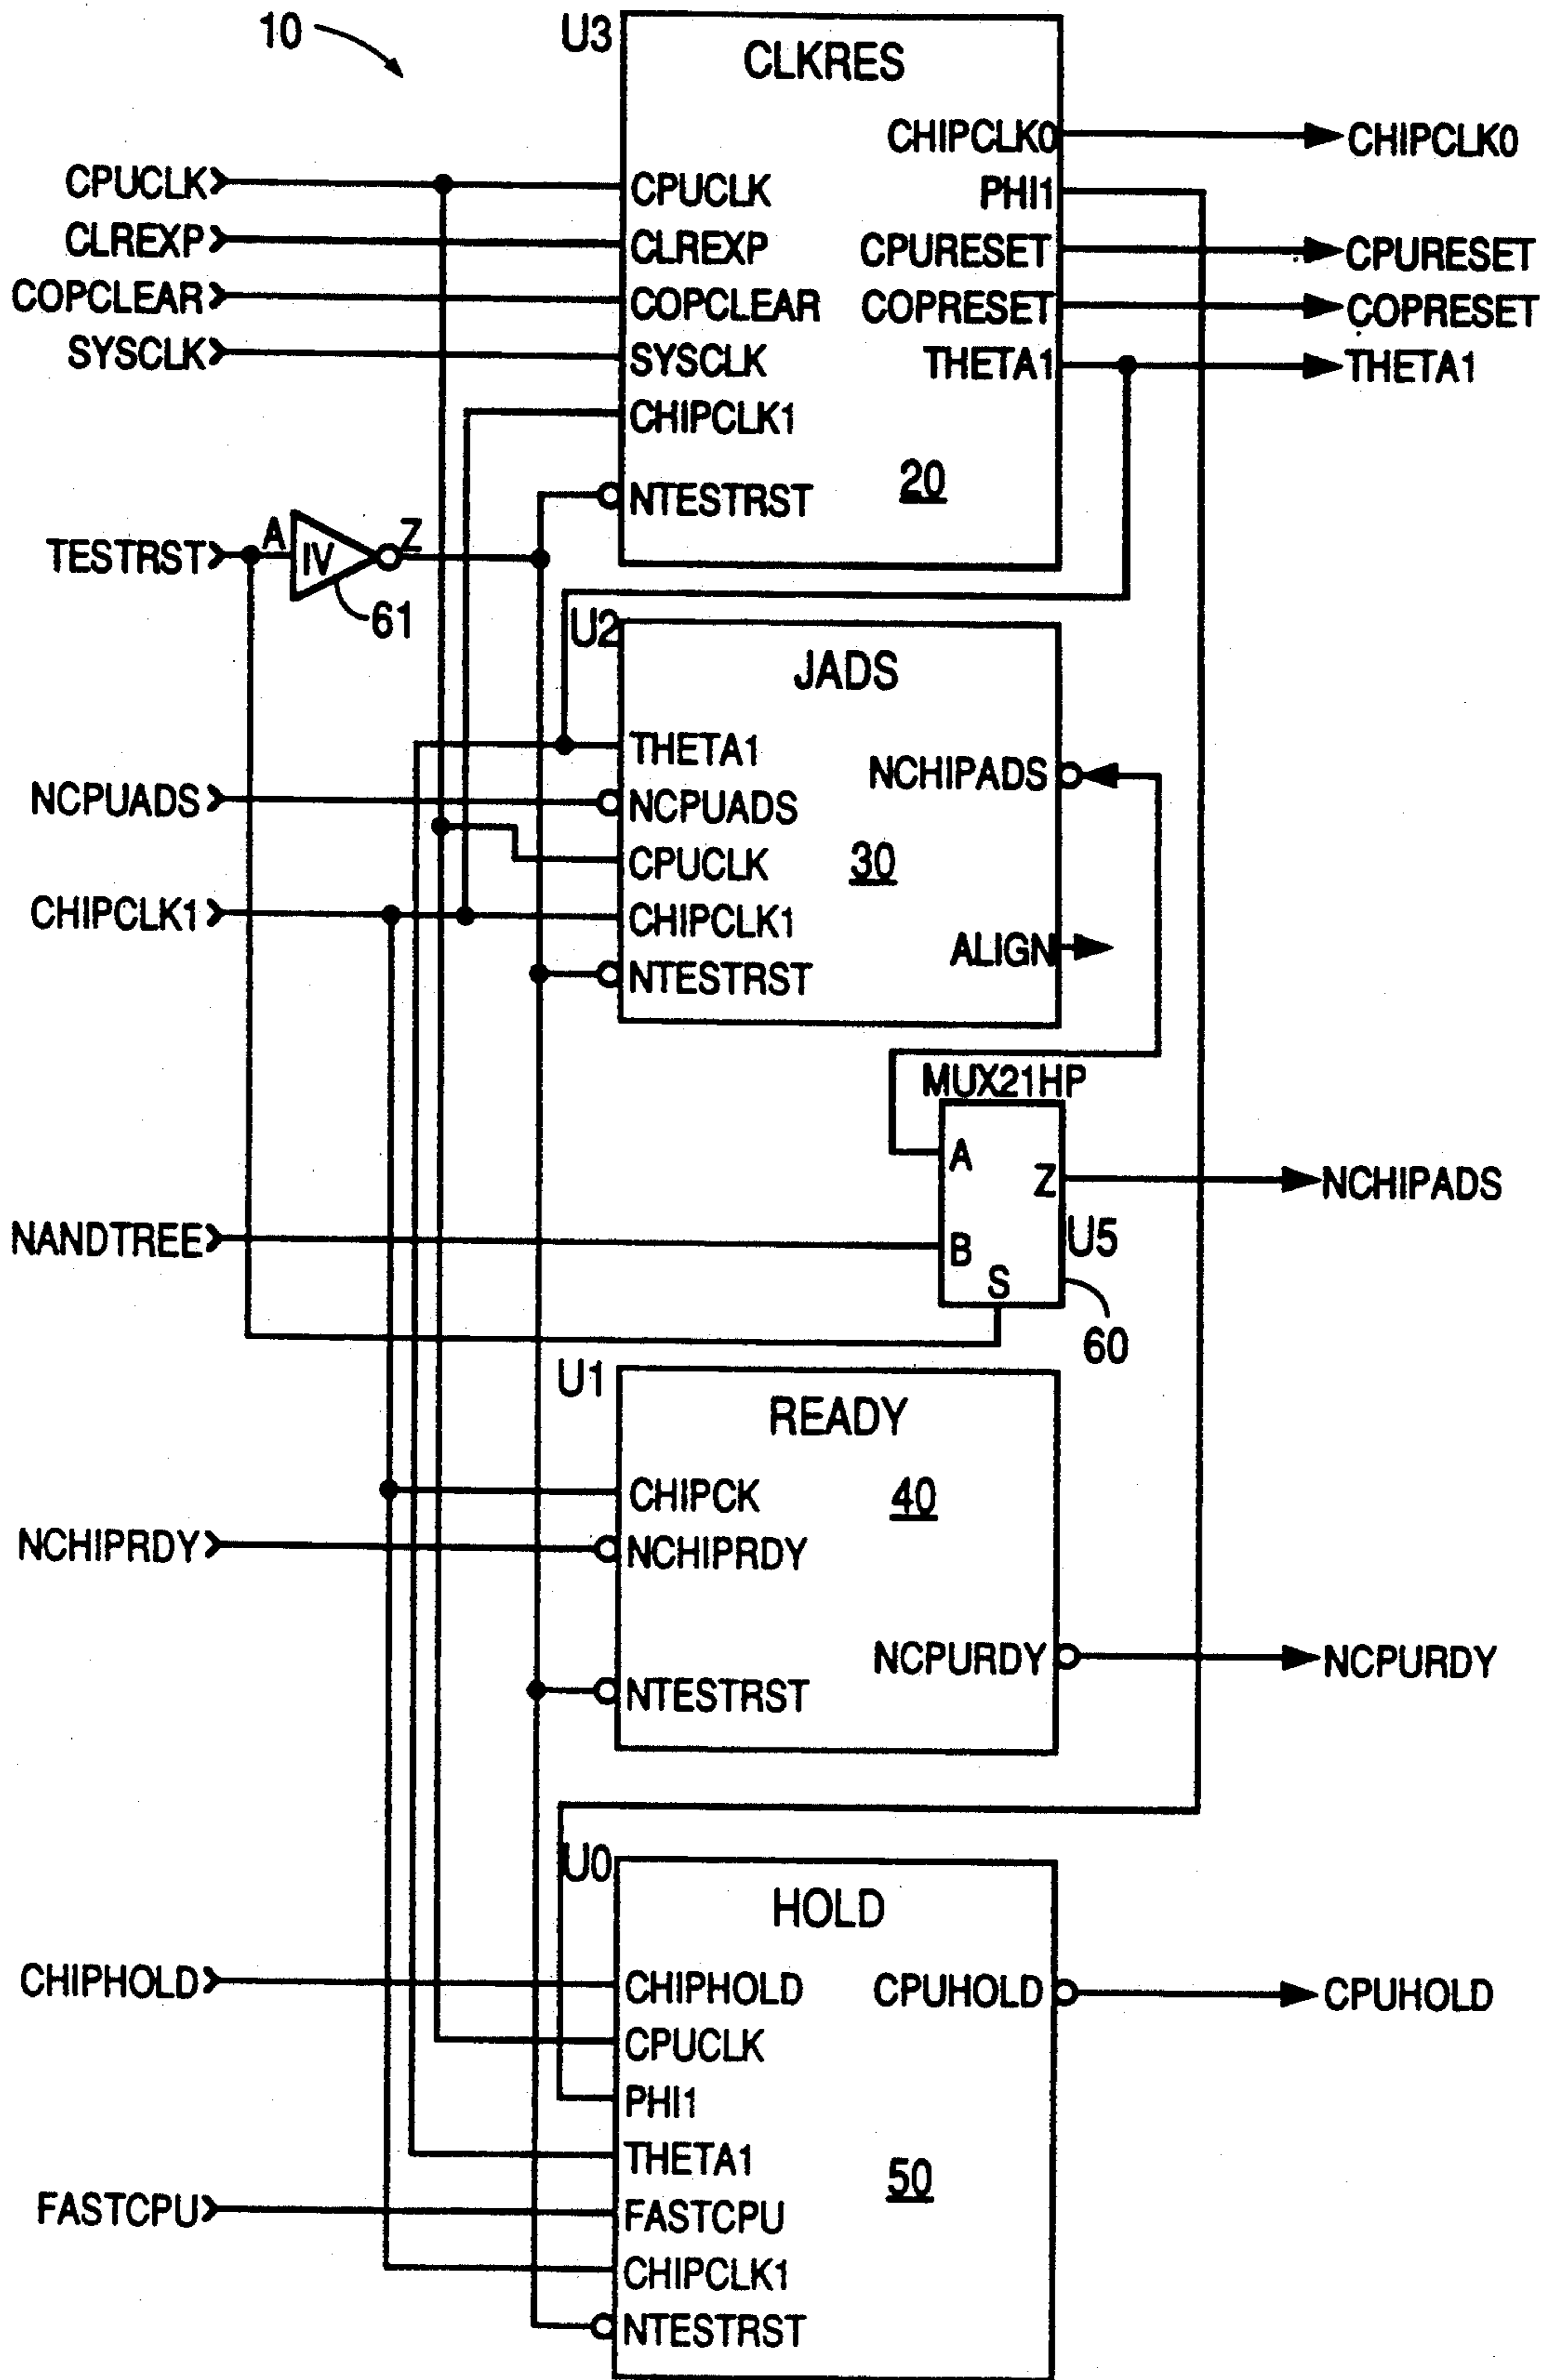 10
U3
CLKRES
CHIPCLK0
CHIPCLK0
CPUCLK
CPUCLK
PHI1
CLREXP
CLREXP
CPURESET
CPURESET
COPCLEAR
COPCLEAR
COPRESET
COPRESET
SYSCLK
SYSCLK
THETA1
THETA1
CHIPCLK1
20
NTESTRST
TESTRST
A
IV
Z
61
U2
JADS
THETA1
NCHIPADS
NCPUADS
NCPUADS
CPUCLK
30
CHIPCLK1
CHIPCLK1
ALIGN
NTESTRST
MUX21HP
A
Z
NCHIPADS
NANDTREE
B
U5
S
60
U1
READY
CHIPCK
40
NCHIPRDY
NCHIPRDY
NCPURDY
NCPURDY
NTESTRST
U0
HOLD
CHIPHOLD
CHIPHOLD
CPUHOLD
CPUHOLD
CPUCLK
PHI1
THETA1
50
FASTCPU
FASTCPU
CHIPCLK1
NTESTRST